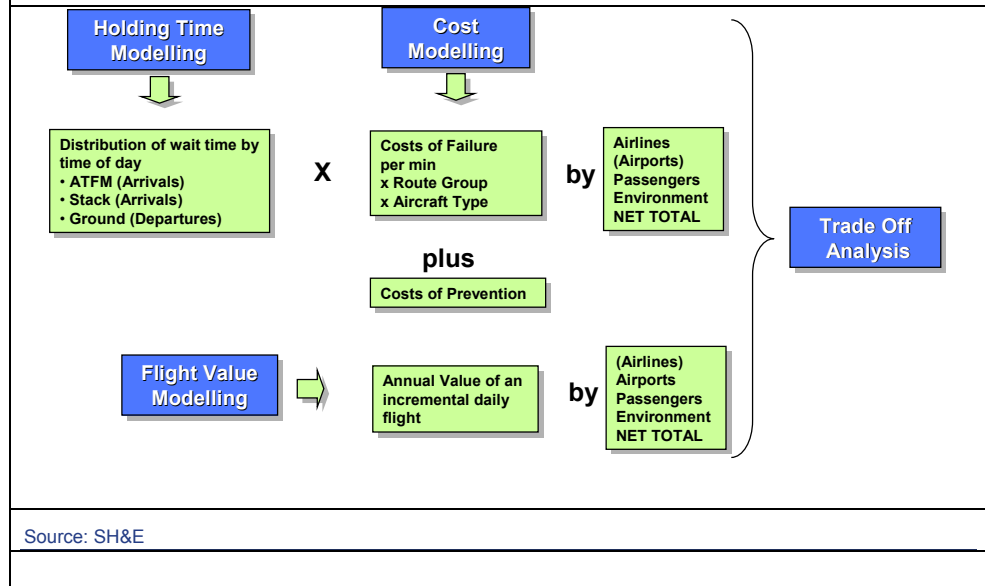 Holding Time
Modelling
Cost
Modelling
Distribution of wait time by
time of day
• ATFM (Arrivals)
• Stack (Arrivals)
• Ground (Departures)
X
Costs of Failure
per min
x Route Group
x Aircraft Type
by
Airlines
(Airports)
Passengers
Environment
NET TOTAL
plus
Costs of Prevention
Trade Off
Analysis
Flight Value
Modelling
Annual Value of an
incremental daily
flight
by
(Airlines)
Airports
Passengers
Environment
NET TOTAL
Source: SH&E